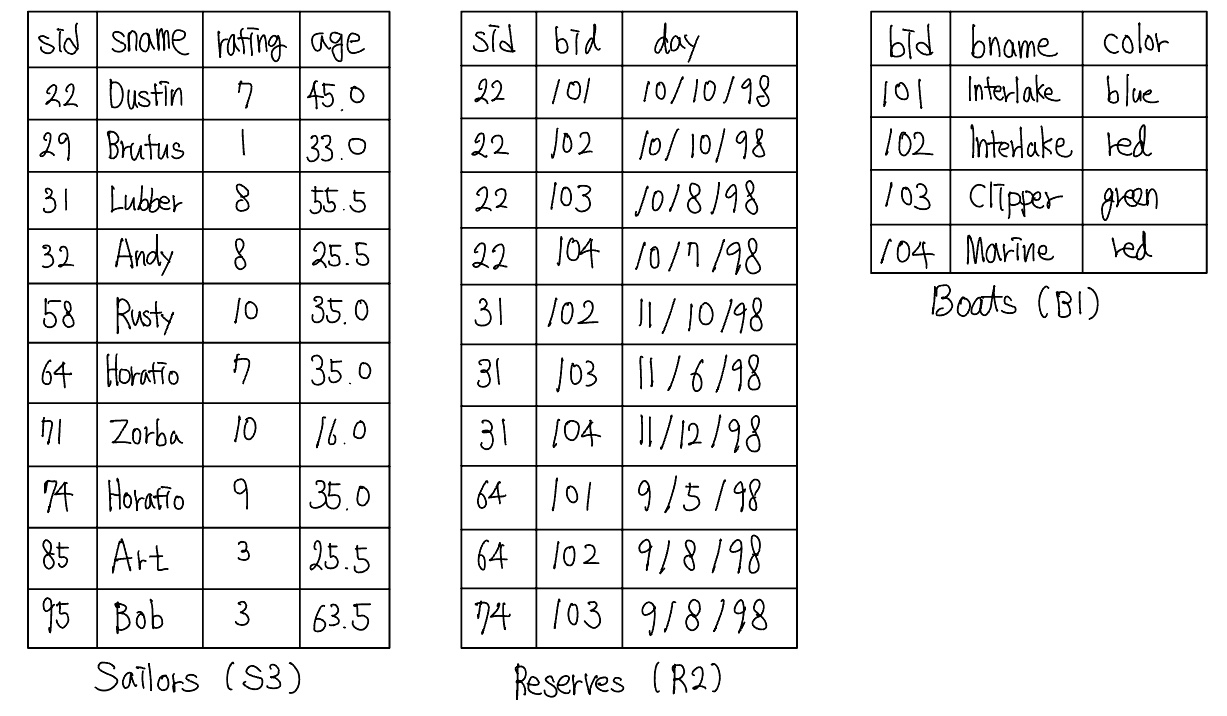 sid sname rating age
22 Dustin 7 45.0
29 Brutus 1 33.0
31 Lubber 8 55.5
32 Andy 8 25.5
58 Rusty 10 35.0
64 Horatio 7 35.0
71 Zorba 10 16.0
74 Horatio 9 35.0
85 Art 3 25.5
95 Bob 3 63.5
Sailors (S3)
sid bid day
22 101 10/10/98
22 102 10/10/98
22 103 10/8/98
22 104 10/7/98
31 102 11/10/98
31 103 11/6/98
31 104 11/12/98
64 101 9/5/98
64 102 9/8/98
74 103 9/8/98
Reserves (R2)
bid bname color
101 Interlake blue
102 Interlake red
103 Clipper green
104 Marine red
Boats (B1)